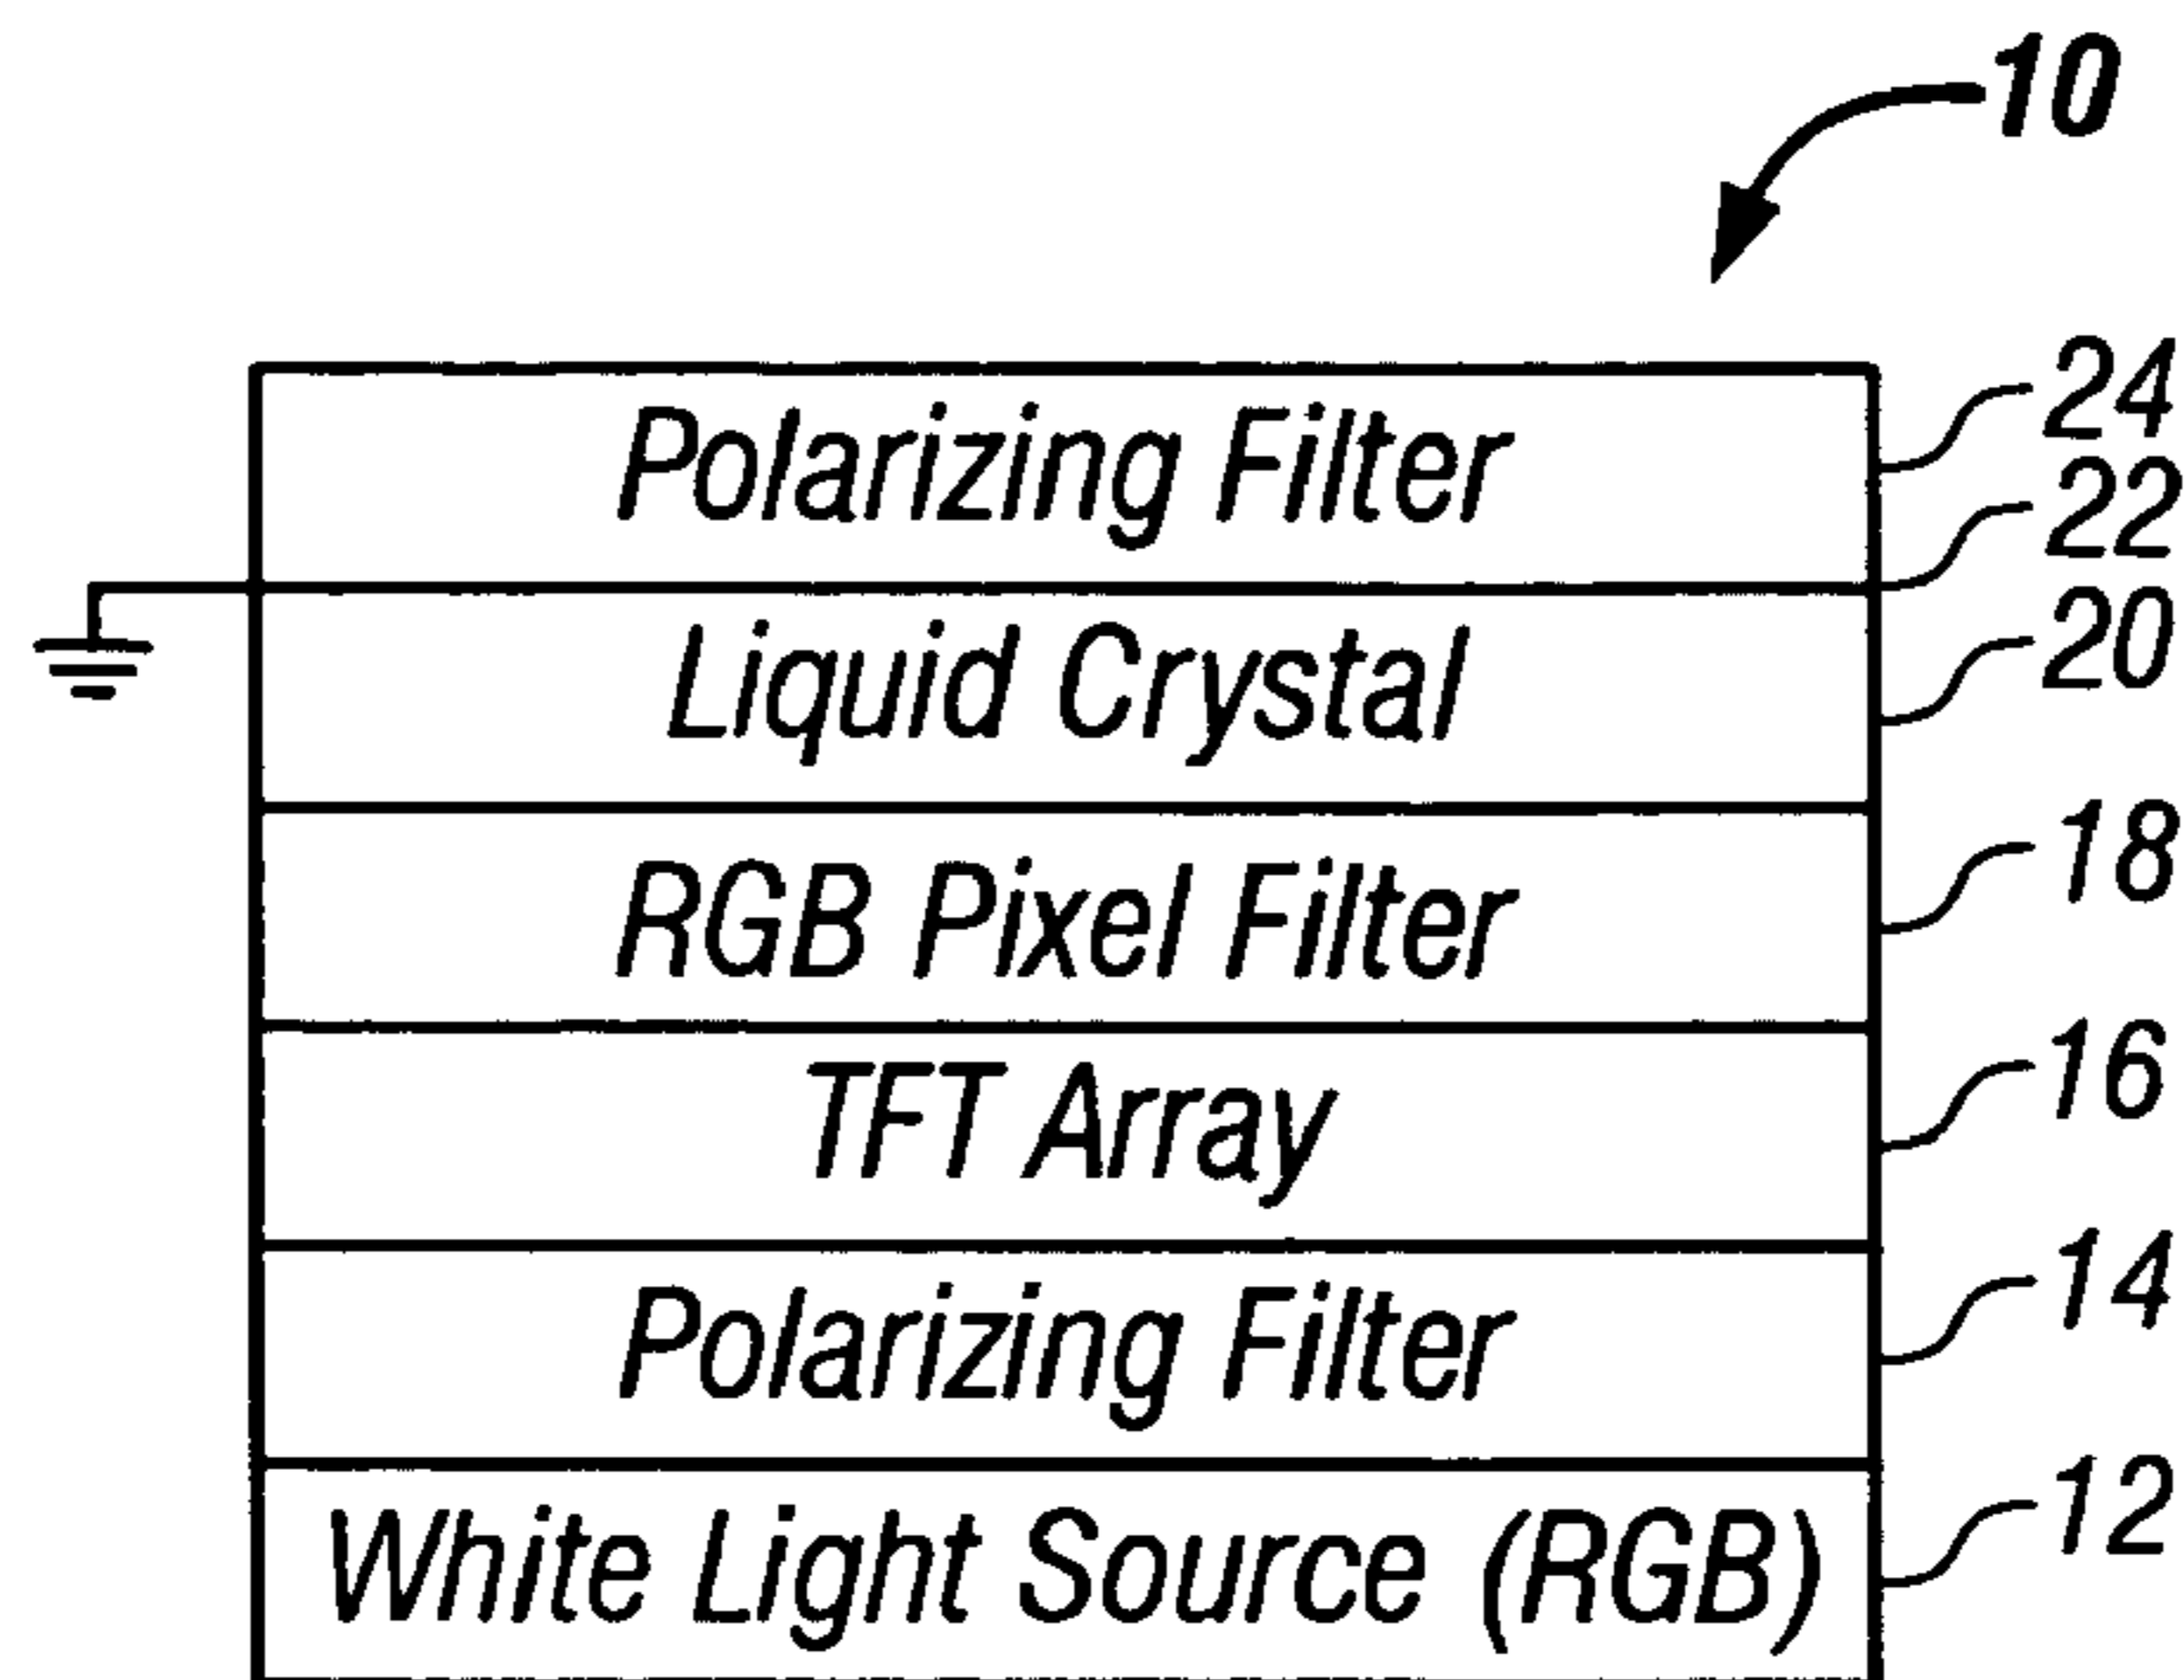 10
Polarizing Filter 24
22
Liquid Crystal 20
RGB Pixel Filter 18
TFT Array 16
Polarizing Filter 14
White Light Source (RGB) 12